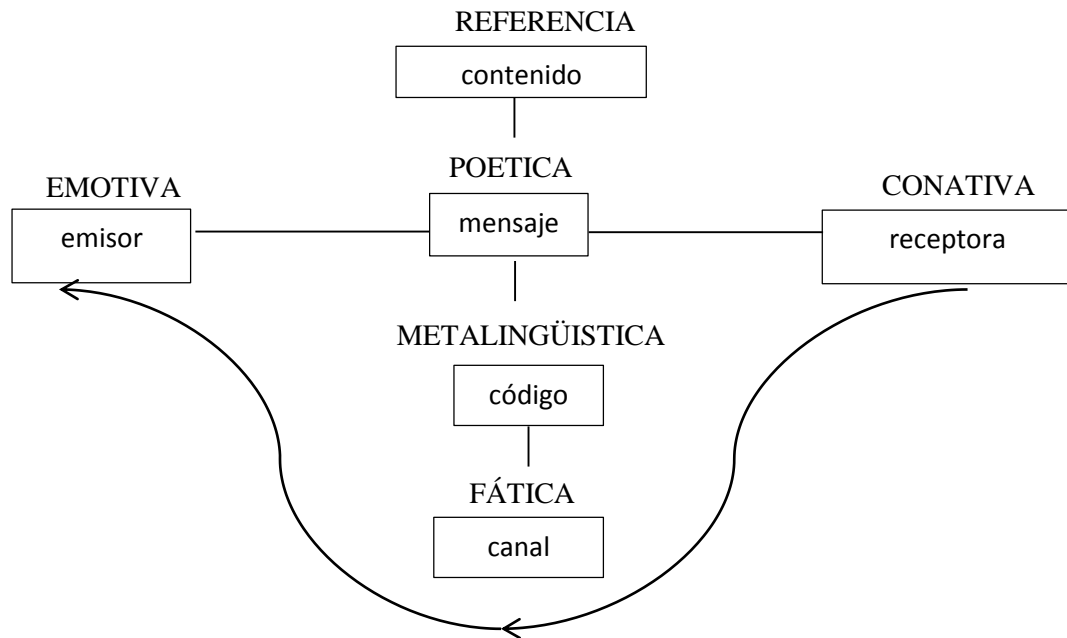 REFERENCIA
contenido
POETICA
mensaje
EMOTIVA
emisor
CONATIVA
receptora
METALINGÜISTICA
código
FÁTICA
canal